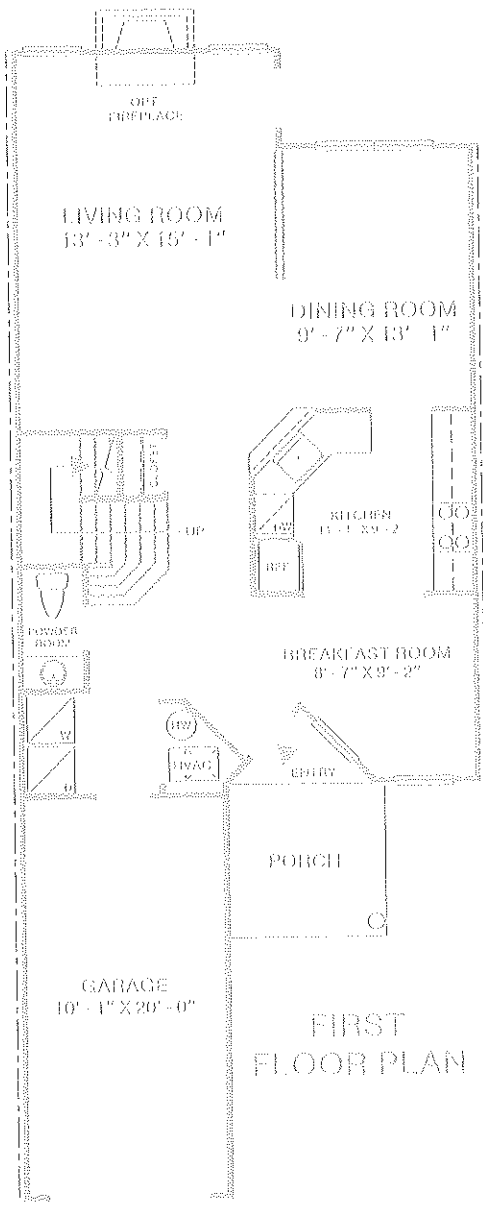 OPT
FIREPLACE
LIVING ROOM
13' - 3" X 15' - 1"
DINING ROOM
9' - 7" X 13' - 1"
CLOSET
UP
DW
KITCHEN
REF
POWDER
ROOM
BREAKFAST ROOM
8' - 7" X 9' - 2"
W
HW
HVAC
D
ENTRY
PORCH
GARAGE
10' - 1" X 20' - 0"
FIRST
FLOOR PLAN